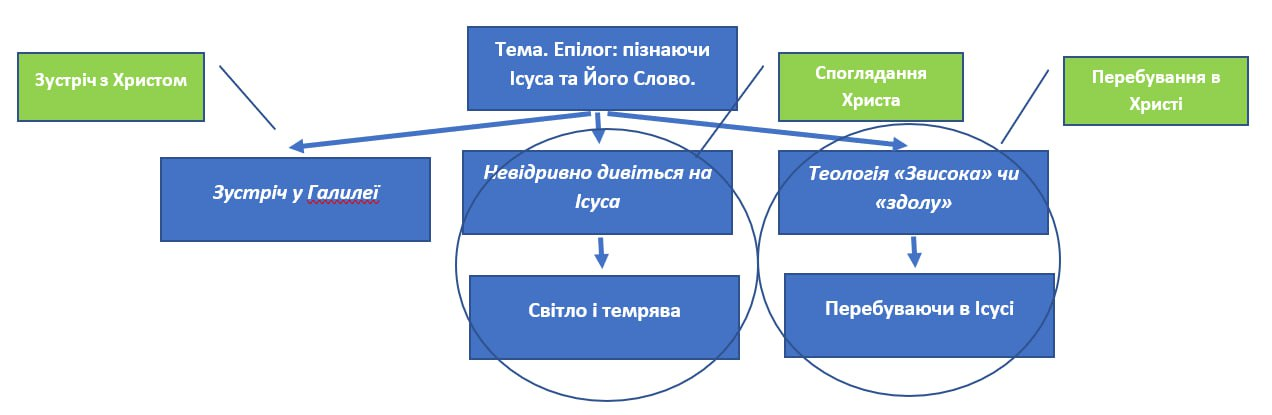 Тема. Епілог: пізнаючи
Ісуса та Його Слово.
Зустріч з Христом
Споглядання
Христа
Перебування в
Христі
Зустріч у Галилеї
Невідривно дивіться на
Ісуса
Теологія «Звисока» чи
«здолу»
Світло і темрява
Перебуваючи в Ісусі